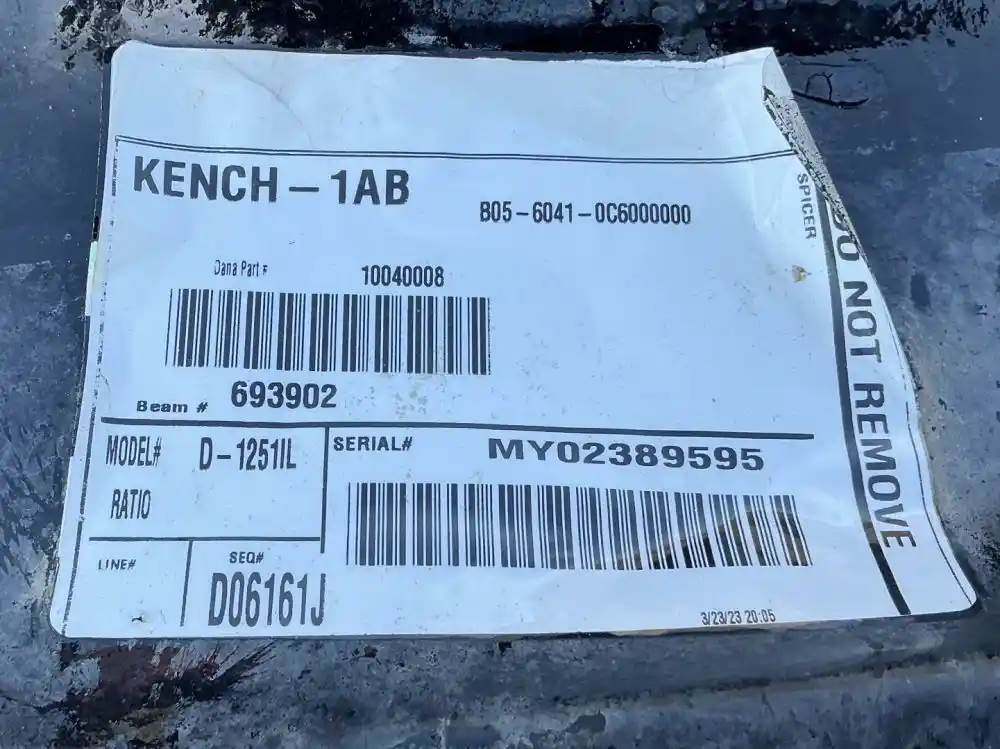 KENCH-1AB
B05-6041-0C6000000
SPICER
DO NOT REMOVE
Dana Part # 10040008
Beam # 693902
MODEL# D-1251IL
RATIO
SERIAL# MY02389595
LINE#
SEQ#
D06161J
3/23/23 20:05